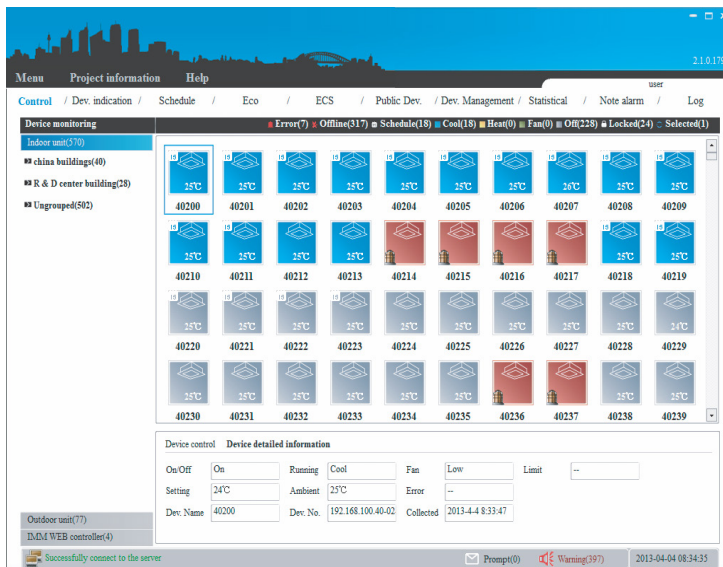 2.1.0.179
Menu Project information Help
user
Control / Dev. indication / Schedule / Eco / ECS / Public Dev. / Dev. Management / Statistical / Note alarm / Log
Device monitoring Error(7) Offline(317) Schedule(18) Cool(18) Heat(0) Fan(0) Off(228) Locked(24) Selected(1)
Indoor unit(570)
china buildings(40)
R & D center building(28)
Ungrouped(502)
25℃ 25℃ 25℃ 25℃ 25℃ 25℃ 25℃ 26℃ 25℃ 25℃
40200 40201 40202 40203 40204 40205 40206 40207 40208 40209
25℃ 25℃ 25℃ 25℃ 25℃ 25℃
40210 40211 40212 40213 40214 40215 40216 40217 40218 40219
25℃ 25℃ 25℃ 25℃ 25℃ 25℃ 25℃ 25℃ 25℃ 24℃
40220 40221 40222 40223 40224 40225 40226 40227 40228 40229
25℃ 25℃ 25℃ 25℃ 25℃ 25℃ 25℃ 25℃
40230 40231 40232 40233 40234 40235 40236 40237 40238 40239
Device control Device detailed information
On/Off On Running Cool Fan Low Limit --
Setting 24℃ Ambient 25℃ Error --
Dev. Name 40200 Dev. No. 192.168.100.40-02 Collected 2013-4-4 8:33:47
Outdoor unit(77)
IMM WEB controller(4)
Successfully connect to the server Prompt(0) Warning(397) 2013-04-04 08:34:35